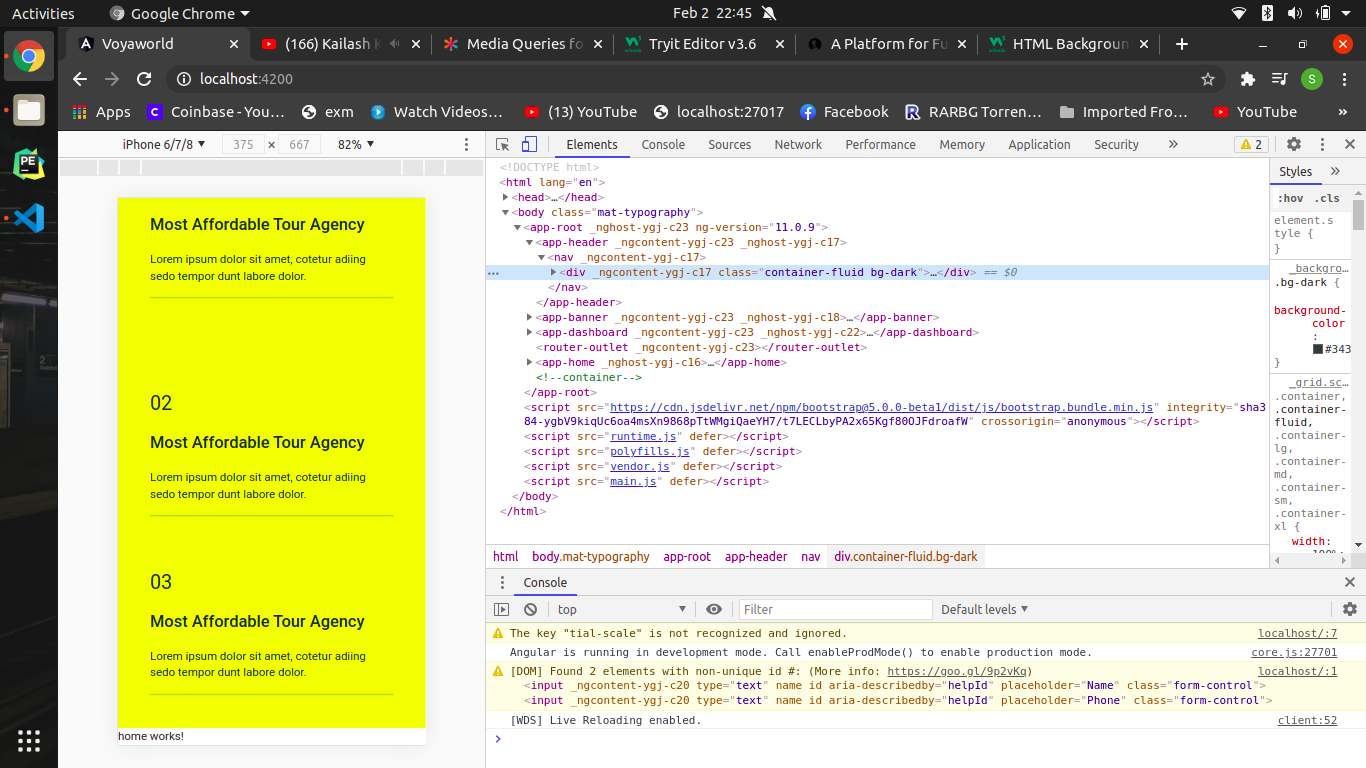 Activities Google Chrome Feb 2 22:45
Voyaworld (166) Kailash K Media Queries fo Tryit Editor v3.6 A Platform for Fu HTML Backgroun
localhost:4200 S
Apps Coinbase - You… exm Watch Videos… (13) YouTube localhost:27017 Facebook RARBG Torren… Imported Fro… YouTube »
iPhone 6/7/8 375 × 667 82%
Elements Console Sources Network Performance Memory Application Security » 2
Most Affordable Tour Agency
Lorem ipsum dolor sit amet, cotetur adiing
sedo tempor dunt labore dolor.
02
Most Affordable Tour Agency
Lorem ipsum dolor sit amet, cotetur adiing
sedo tempor dunt labore dolor.
03
Most Affordable Tour Agency
Lorem ipsum dolor sit amet, cotetur adiing
sedo tempor dunt labore dolor.
home works!
<!DOCTYPE html>
<html lang="en">
<head>…</head>
<body class="mat-typography">
<app-root _nghost-ygj-c23 ng-version="11.0.9">
<app-header _ngcontent-ygj-c23 _nghost-ygj-c17>
<nav _ngcontent-ygj-c17>
<div _ngcontent-ygj-c17 class="container-fluid bg-dark">…</div> == $0
</nav>
</app-header>
<app-banner _ngcontent-ygj-c23 _nghost-ygj-c18>…</app-banner>
<app-dashboard _ngcontent-ygj-c23 _nghost-ygj-c22>…</app-dashboard>
<router-outlet _ngcontent-ygj-c23></router-outlet>
<app-home _nghost-ygj-c16>…</app-home>
<!--container-->
</app-root>
<script src="https://cdn.jsdelivr.net/npm/bootstrap@5.0.0-beta1/dist/js/bootstrap.bundle.min.js" integrity="sha3
84-ygbV9kiqUc6oa4msXn9868pTtWMgiQaeYH7/t7LECLbyPA2x65Kgf80OJFdroafW" crossorigin="anonymous"></script>
<script src="runtime.js" defer></script>
<script src="polyfills.js" defer></script>
<script src="vendor.js" defer></script>
<script src="main.js" defer></script>
</body>
</html>
Styles »
:hov .cls
element.s
tyle {
}
_backgro…
.bg-dark {
background-
color
:
#343
}
_grid.sc…
.container,
.container-
fluid,
.container-
lg,
.container-
md,
.container-
sm,
.container-
xl {
width:
100%;
html body.mat-typography app-root app-header nav div.container-fluid.bg-dark
Console
top Filter Default levels
The key "tial-scale" is not recognized and ignored. localhost/:7
Angular is running in development mode. Call enableProdMode() to enable production mode. core.js:27701
[DOM] Found 2 elements with non-unique id #: (More info: https://goo.gl/9p2vKq) localhost/:1
<input _ngcontent-ygj-c20 type="text" name id aria-describedby="helpId" placeholder="Name" class="form-control">
<input _ngcontent-ygj-c20 type="text" name id aria-describedby="helpId" placeholder="Phone" class="form-control">
[WDS] Live Reloading enabled. client:52